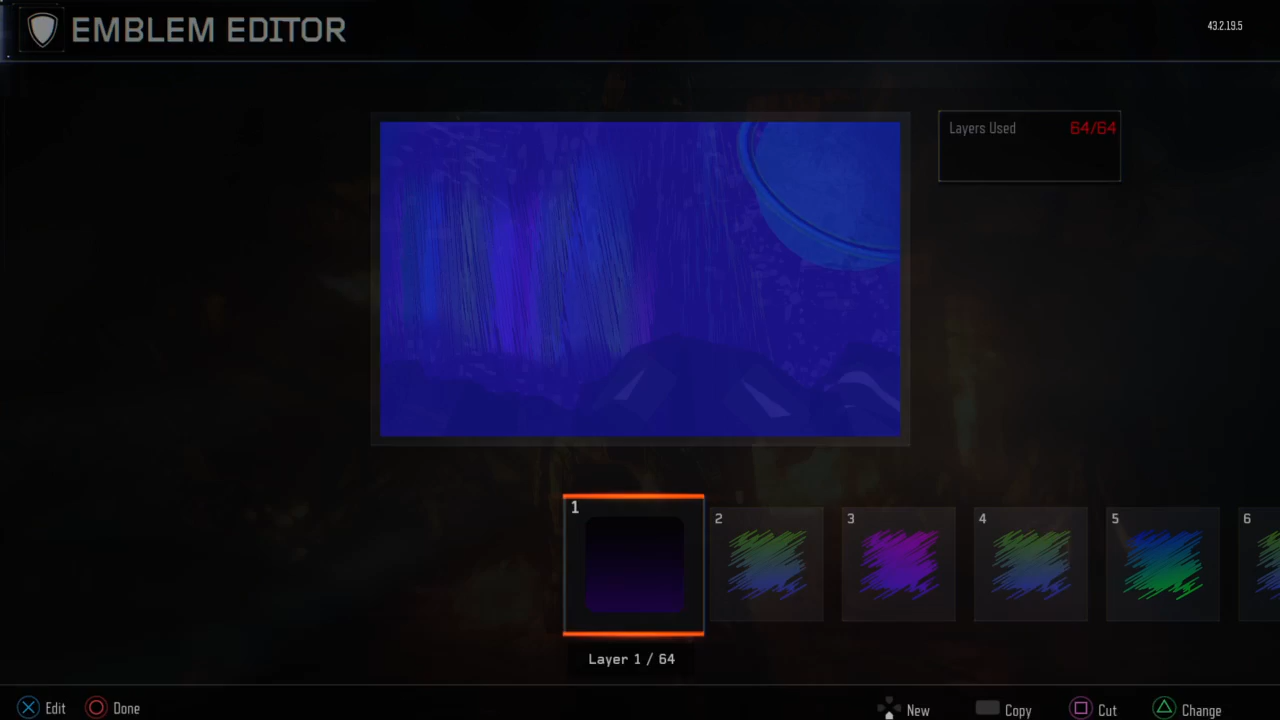 EMBLEM EDITOR
43.2.19.5
Layers Used 64/64
1
2
3
4
5
6
Layer 1 / 64
Edit Done New Copy Cut Change